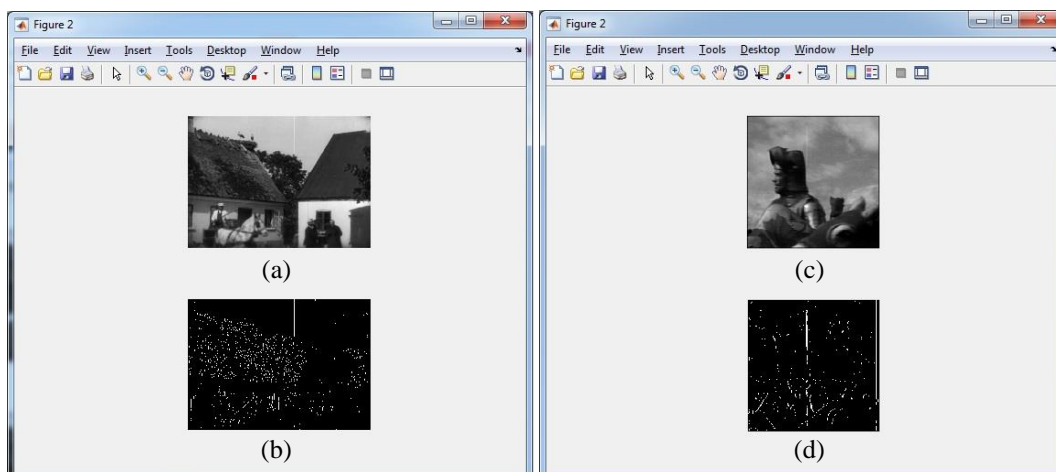 Figure 2
File Edit View Insert Tools Desktop Window Help
(a)
(b)
Figure 2
File Edit View Insert Tools Desktop Window Help
(c)
(d)